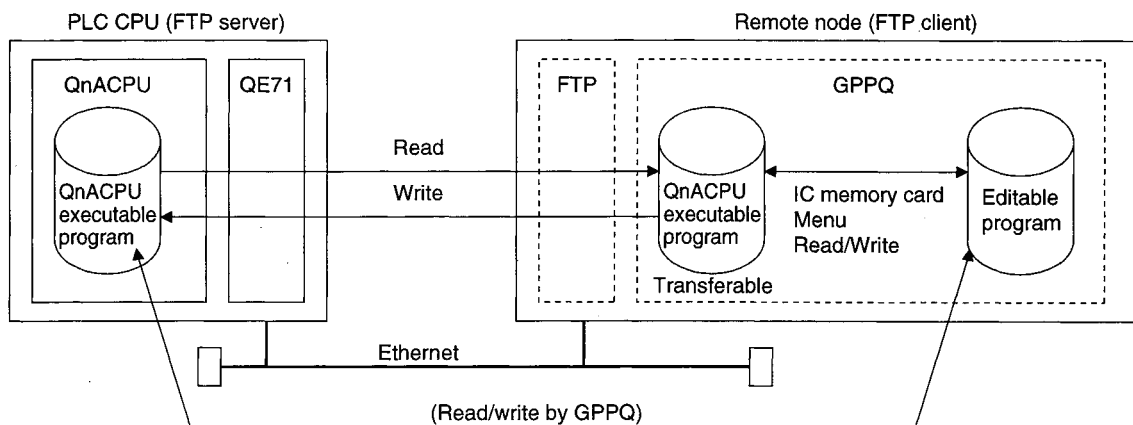 PLC CPU (FTP server)
Remote node (FTP client)
QnACPU
QE71
FTP
GPPQ
Read
Write
QnACPU
executable
program
QnACPU
executable
program
Transferable
IC memory card
Menu
Read/Write
Editable
program
Ethernet
(Read/write by GPPQ)